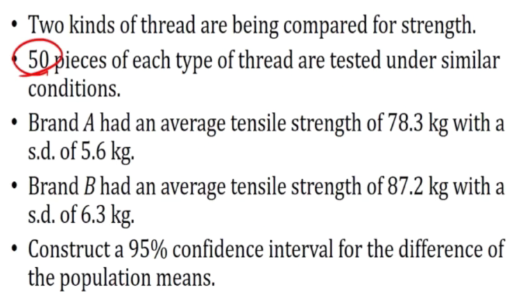 • Two kinds of thread are being compared for strength.
• 50 pieces of each type of thread are tested under similar
conditions.
• Brand A had an average tensile strength of 78.3 kg with a
s.d. of 5.6 kg.
• Brand B had an average tensile strength of 87.2 kg with a
s.d. of 6.3 kg.
• Construct a 95% confidence interval for the difference of
the population means.